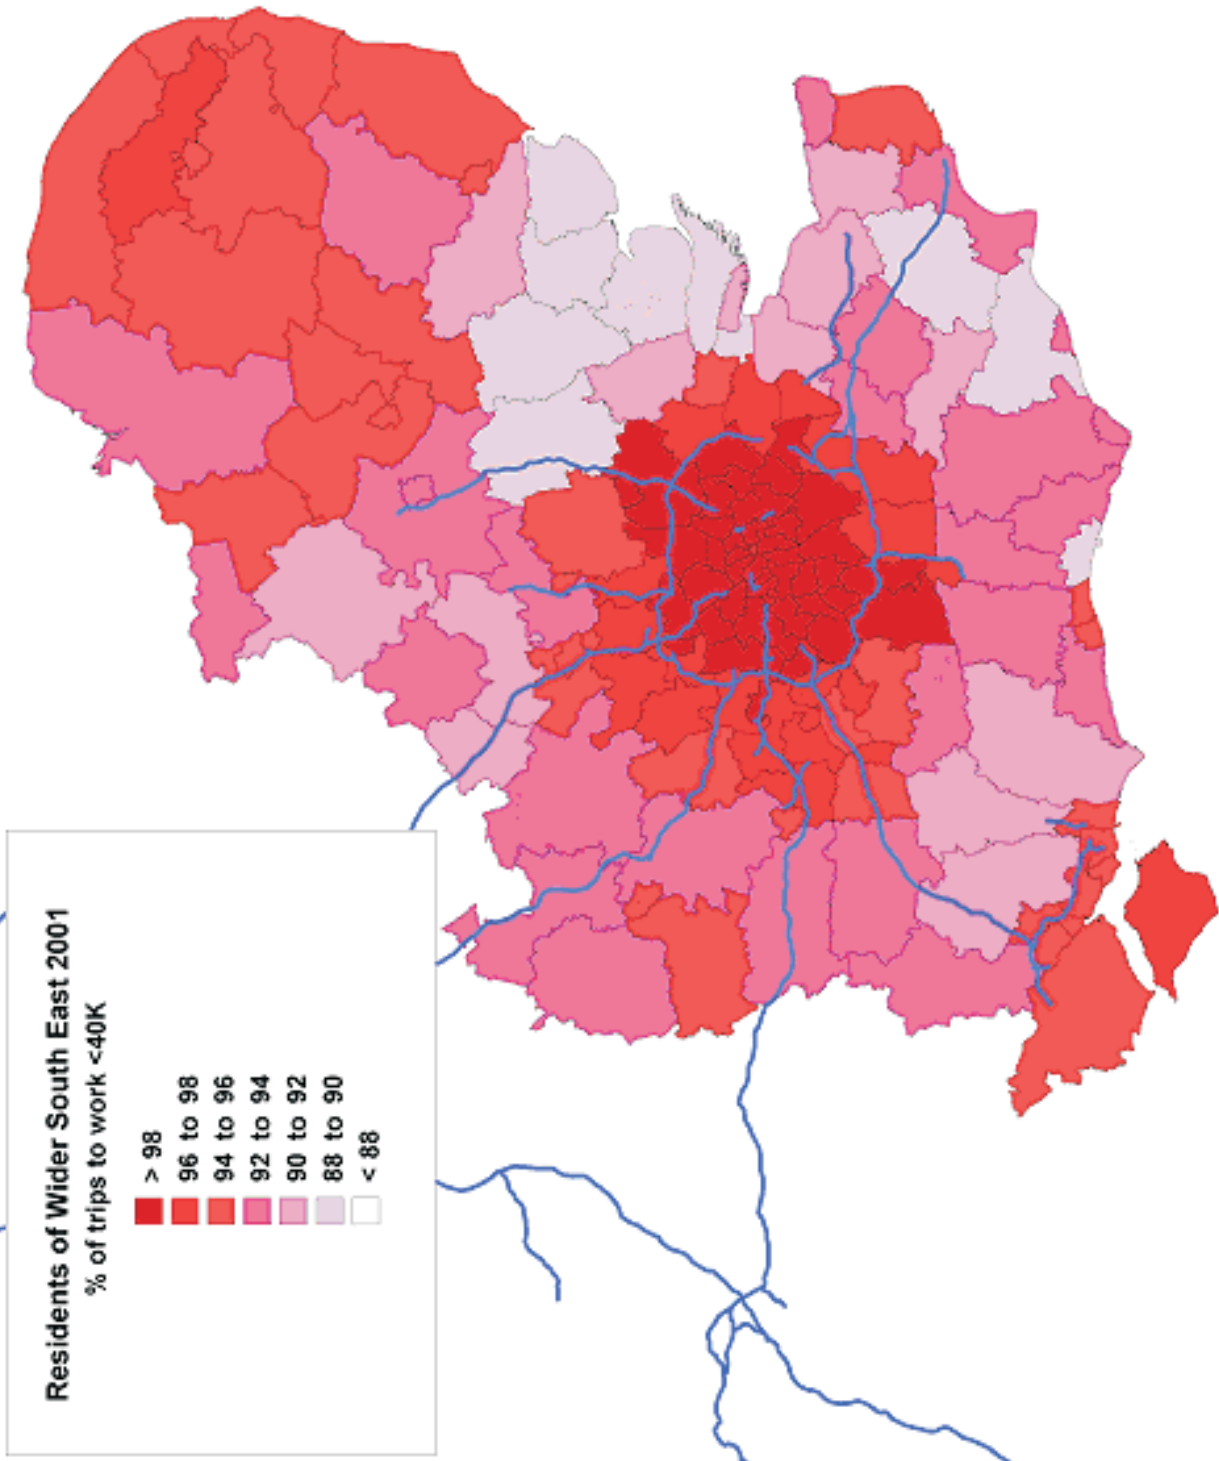 Residents of Wider South East 2001
% of trips to work <40K
> 98
96 to 98
94 to 96
92 to 94
90 to 92
88 to 90
< 88